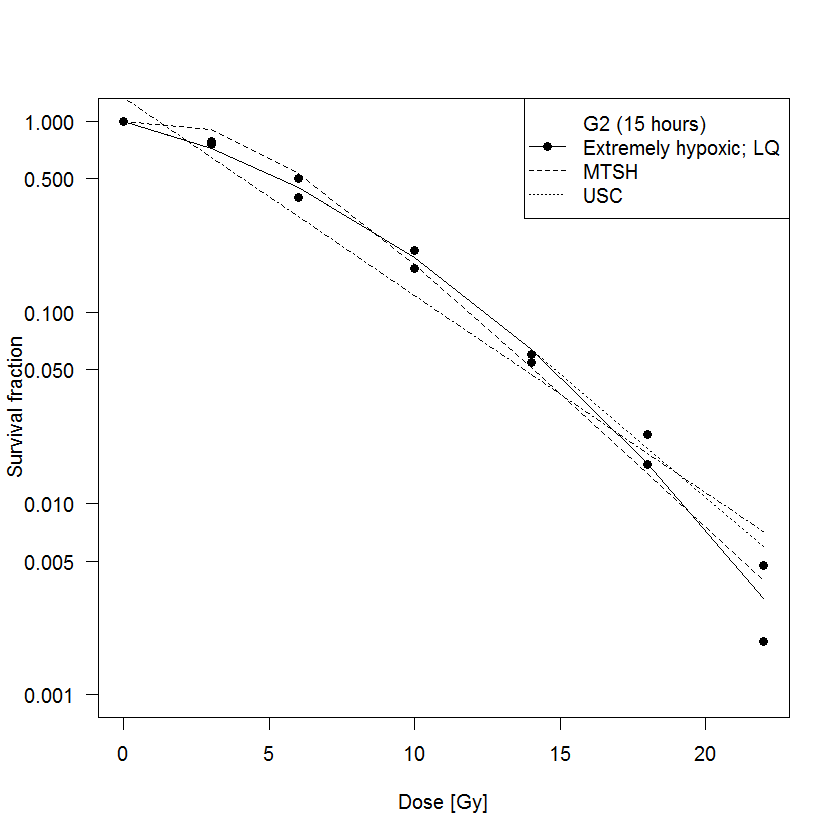 G2 (15 hours)
Extremely hypoxic; LQ
MTSH
USC
1.000
0.500
0.100
0.050
0.010
0.005
0.001
Survival fraction
0 5 10 15 20
Dose [Gy]